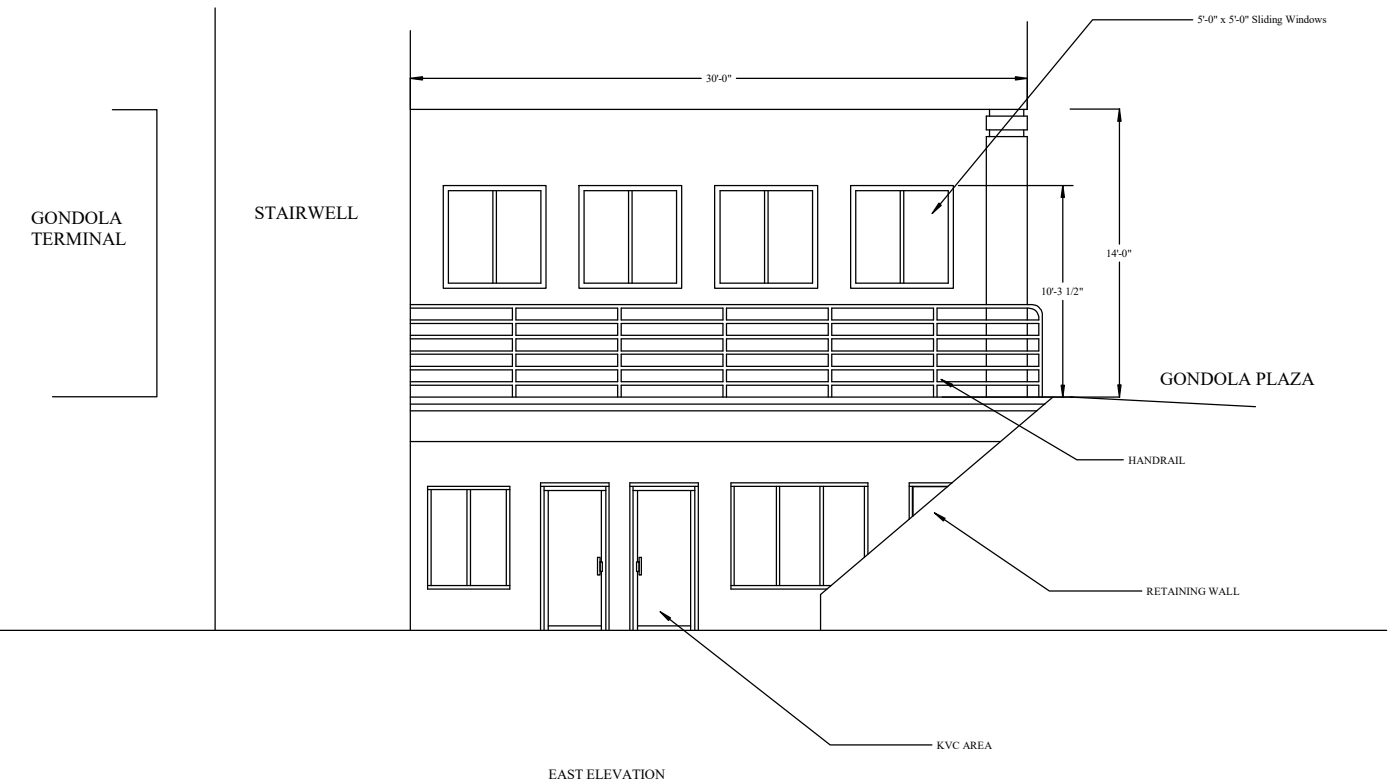 5'-0" x 5'-0" Sliding Windows
30'-0"
GONDOLA
TERMINAL
STAIRWELL
14'-0"
10'-3 1/2"
GONDOLA PLAZA
HANDRAIL
RETAINING WALL
KVC AREA
EAST ELEVATION